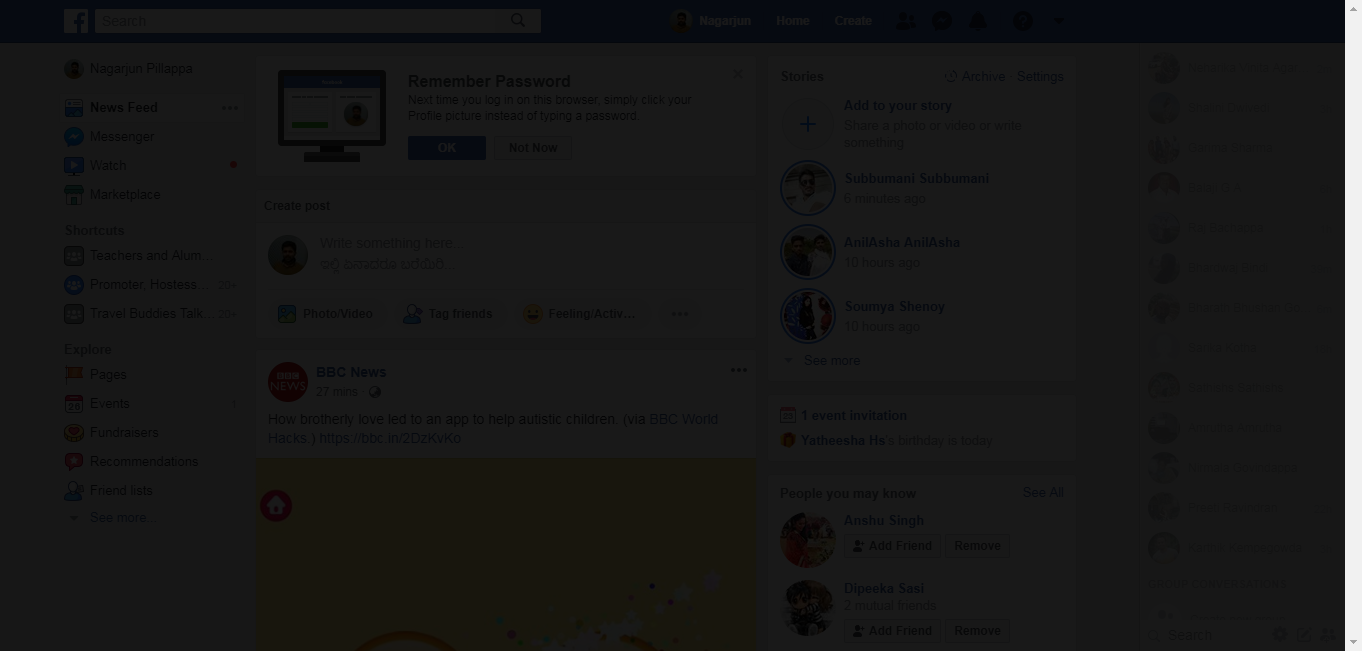 Search
Nagarjun
Home
Create
Nagarjun Pillappa
News Feed
Messenger
Watch
Marketplace
Shortcuts
Teachers and Alum...
Promoter, Hostess... 20+
Travel Buddies Talk... 20+
Explore
Pages
Events 1
Fundraisers
Recommendations
Friend lists
See more...
Remember Password
Next time you log in on this browser, simply click your
Profile picture instead of typing a password.
OK
Not Now
Create post
Write something here...
Photo/Video
Tag friends
Feeling/Activ...
BBC NEWS
BBC News
27 mins ·
How brotherly love led to an app to help autistic children. (via BBC World
Hacks.) https://bbc.in/2DzKvKo
Stories
Archive
Settings
Add to your story
Share a photo or video or write
something
Subbumani Subbumani
6 minutes ago
AnilAsha AnilAsha
10 hours ago
Soumya Shenoy
10 hours ago
See more
1 event invitation
Yatheesha Hs's birthday is today
People you may know
See All
Anshu Singh
Add Friend
Remove
Dipeeka Sasi
2 mutual friends
Add Friend
Remove
GROUP CONVERSATIONS
Search